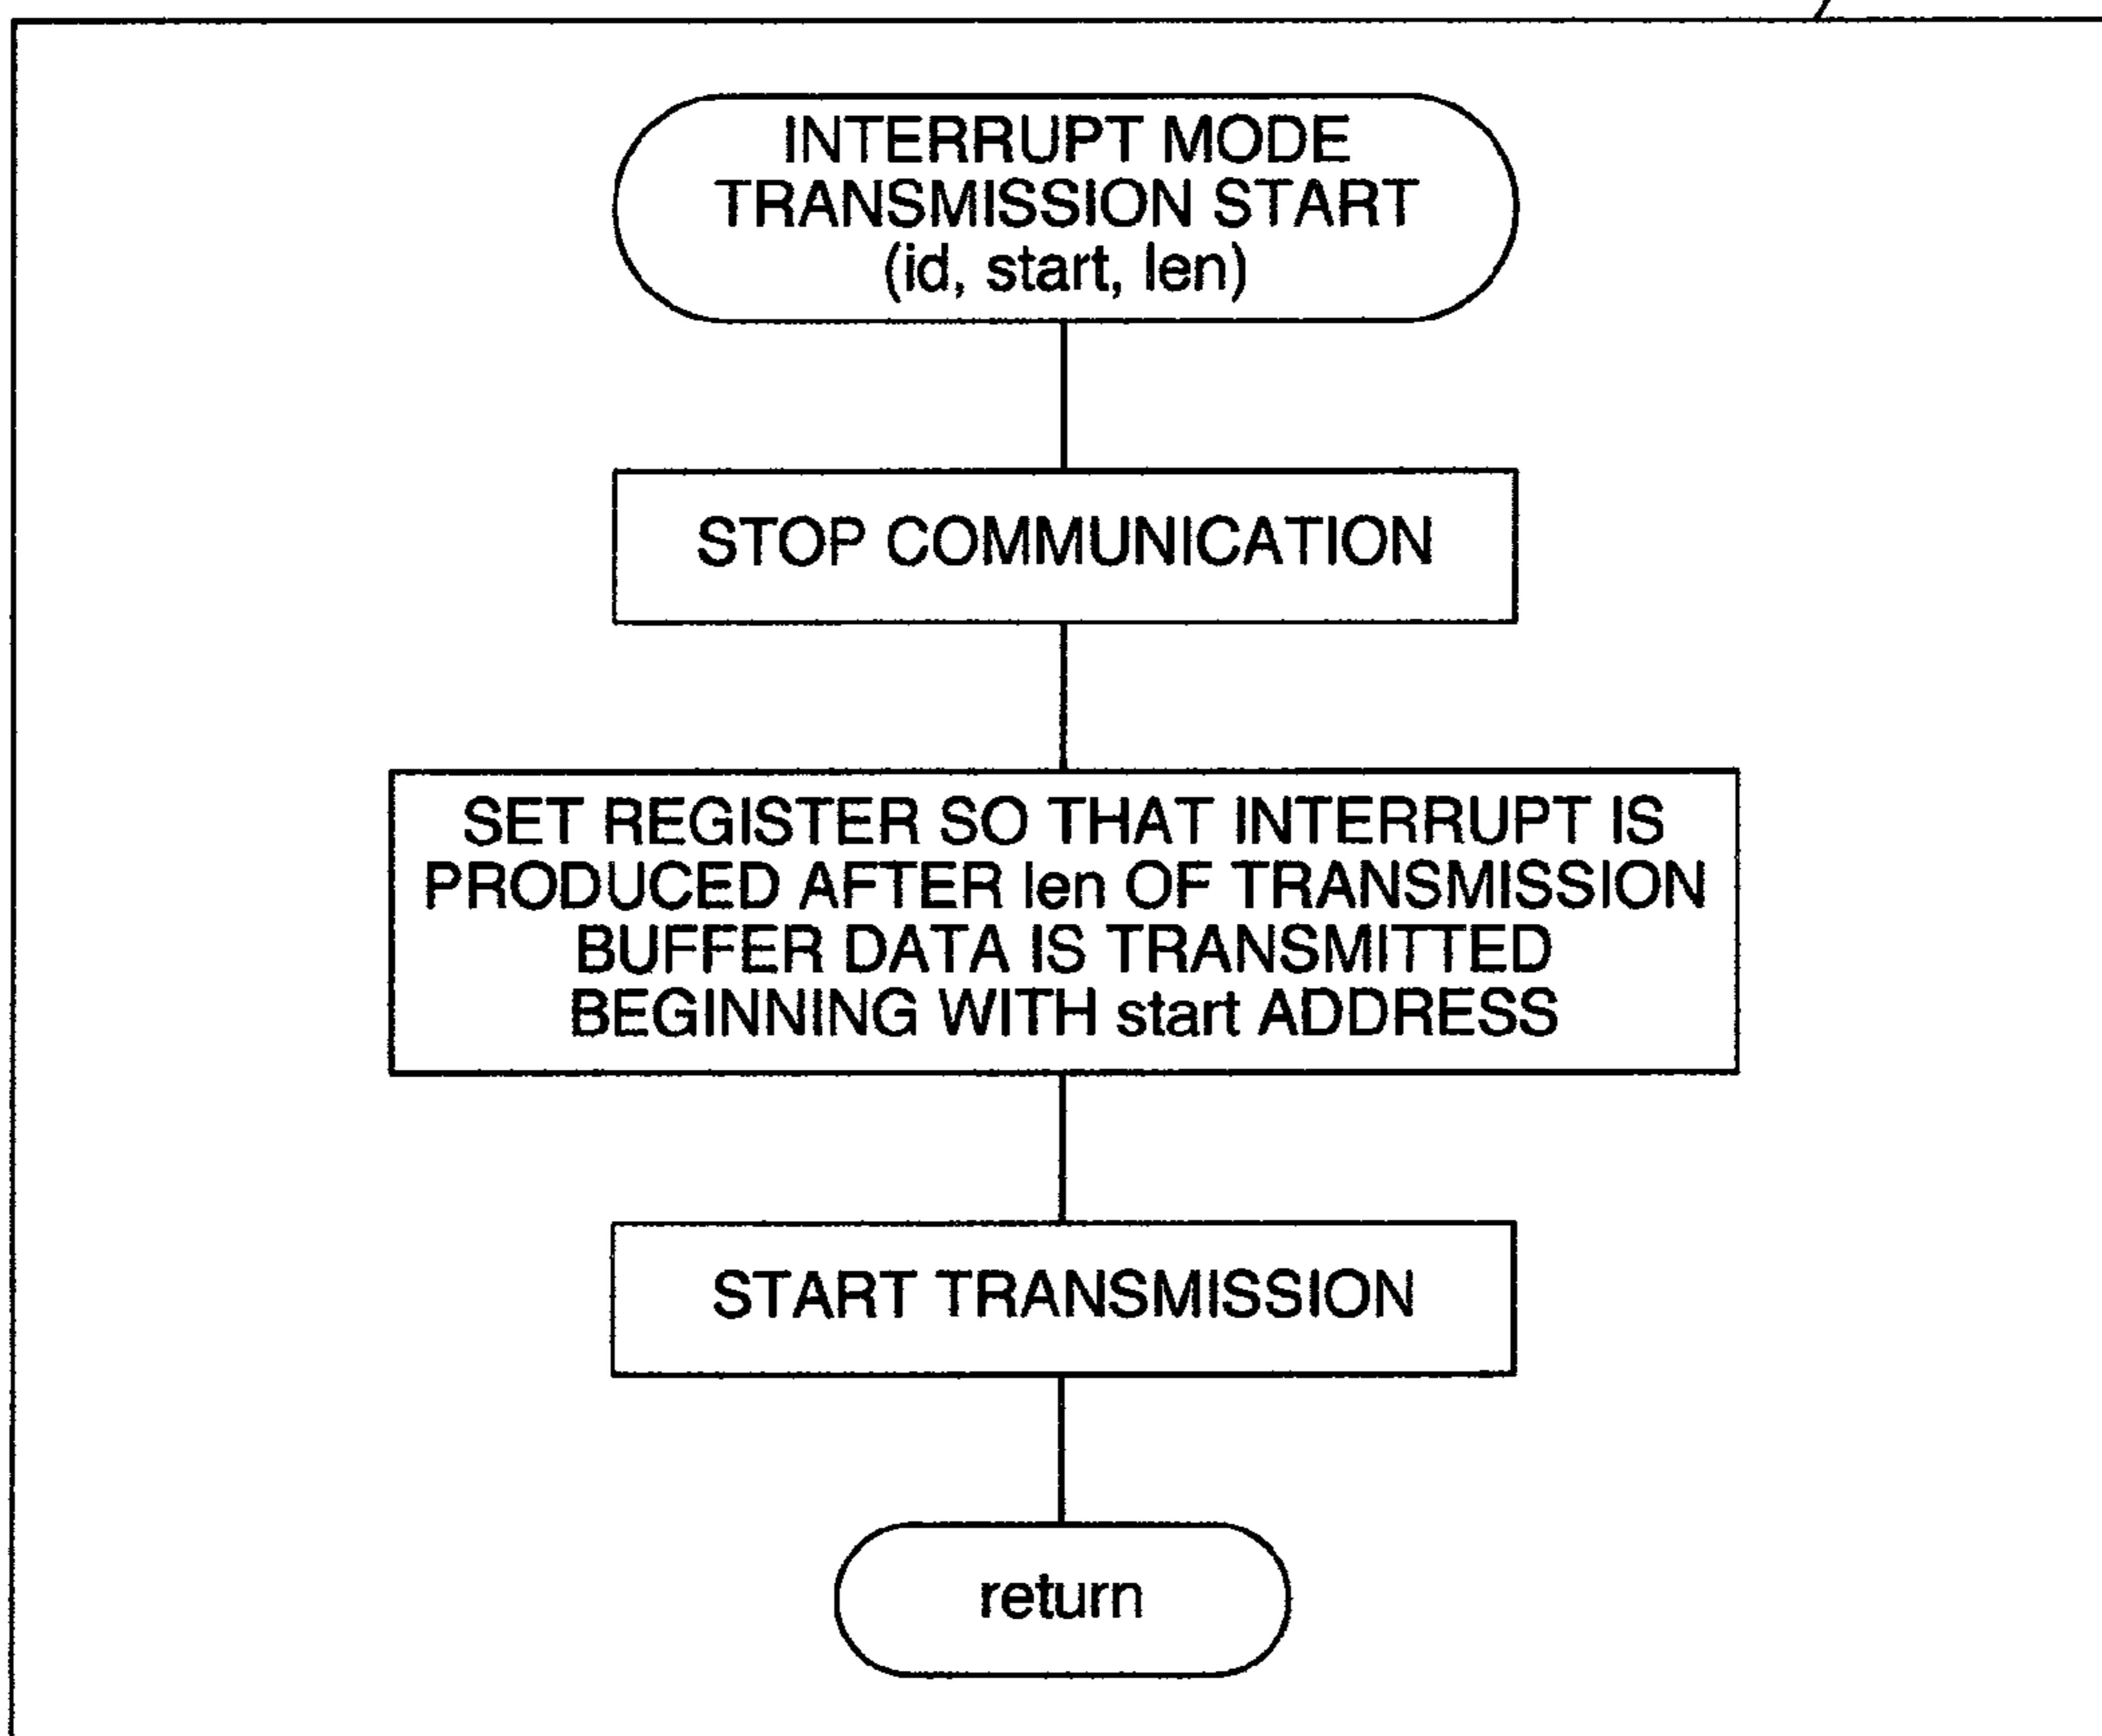 INTERRUPT MODE
TRANSMISSION START
(id, start, len)
STOP COMMUNICATION
SET REGISTER SO THAT INTERRUPT IS
PRODUCED AFTER len OF TRANSMISSION
BUFFER DATA IS TRANSMITTED
BEGINNING WITH start ADDRESS
START TRANSMISSION
return